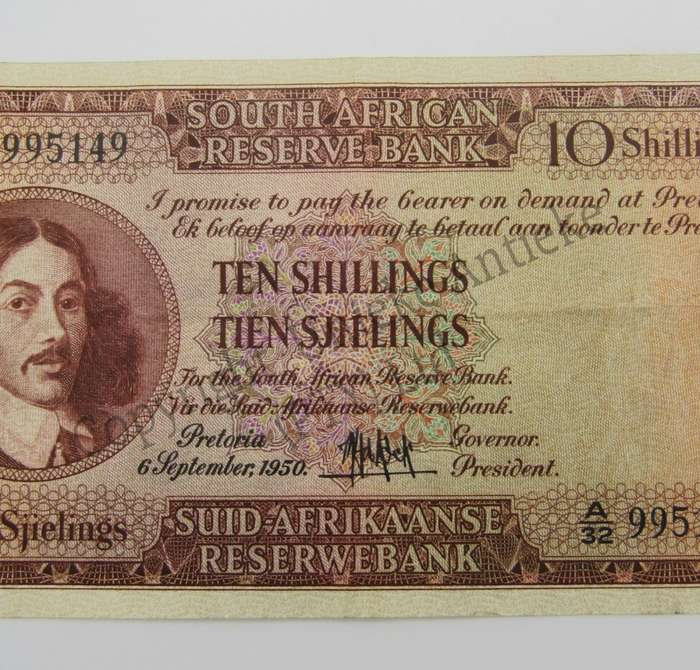 SOUTH AFRICAN
RESERVE BANK
995149
10 Shilli
I promise to pay the bearer on demand at Pre
Ek beloof op aanvraag te betaal aan toonder te Pre
TEN SHILLINGS
TIEN SJIELINGS
For the South African Reserve Bank.
Vir die Suid-Afrikaanse Reserwebank.
Pretoria
6 September, 1950.
Governor.
President.
Sjielings
SUID-AFRIKAANSE
RESERWEBANK
A/32 995
copyright
Antieke